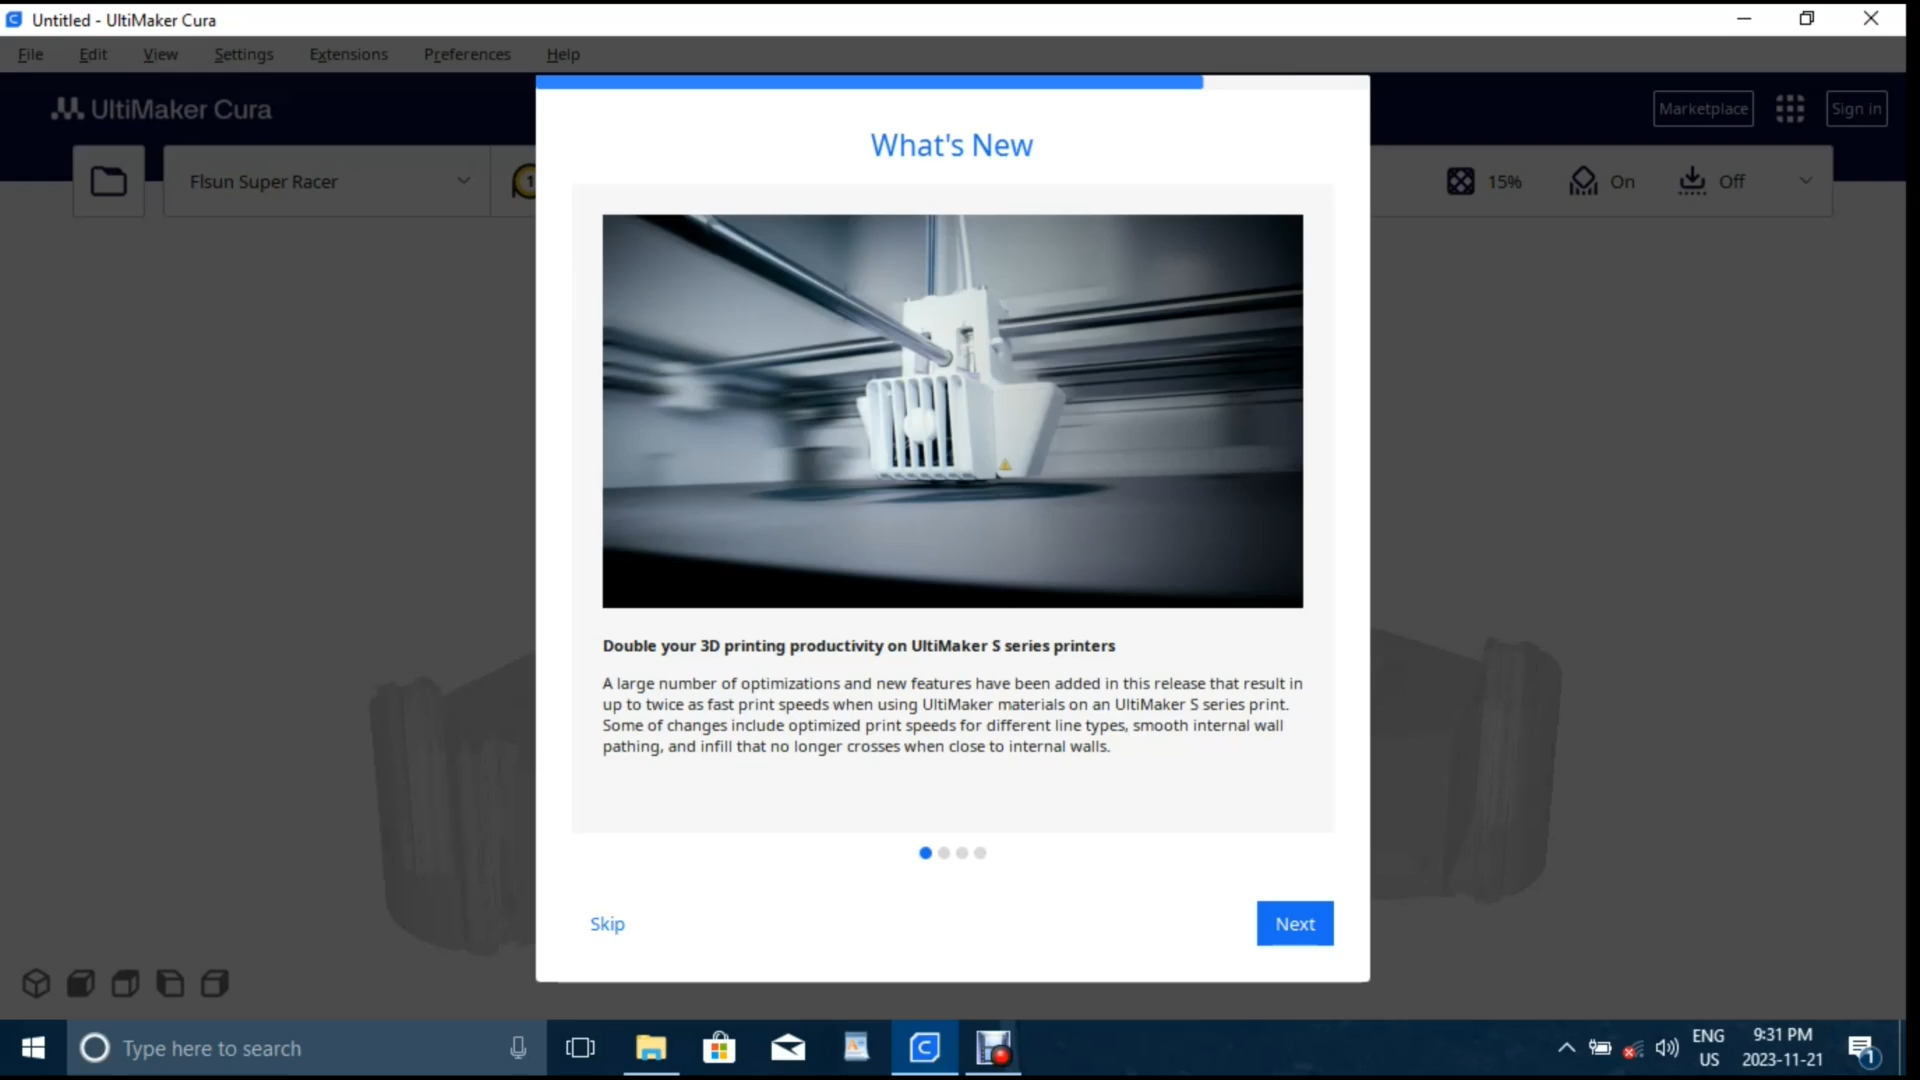 Untitled - UltiMaker Cura
File Edit View Settings Extensions Preferences Help
UltiMaker Cura
Marketplace
Sign in
Flsun Super Racer
1
15%
On
Off
What's New
Double your 3D printing productivity on UltiMaker S series printers
A large number of optimizations and new features have been added in this release that result in
up to twice as fast print speeds when using UltiMaker materials on an UltiMaker S series print.
Some of changes include optimized print speeds for different line types, smooth internal wall
pathing, and infill that no longer crosses when close to internal walls.
Skip
Next
Type here to search
ENG
US
9:31 PM
2023-11-21
1